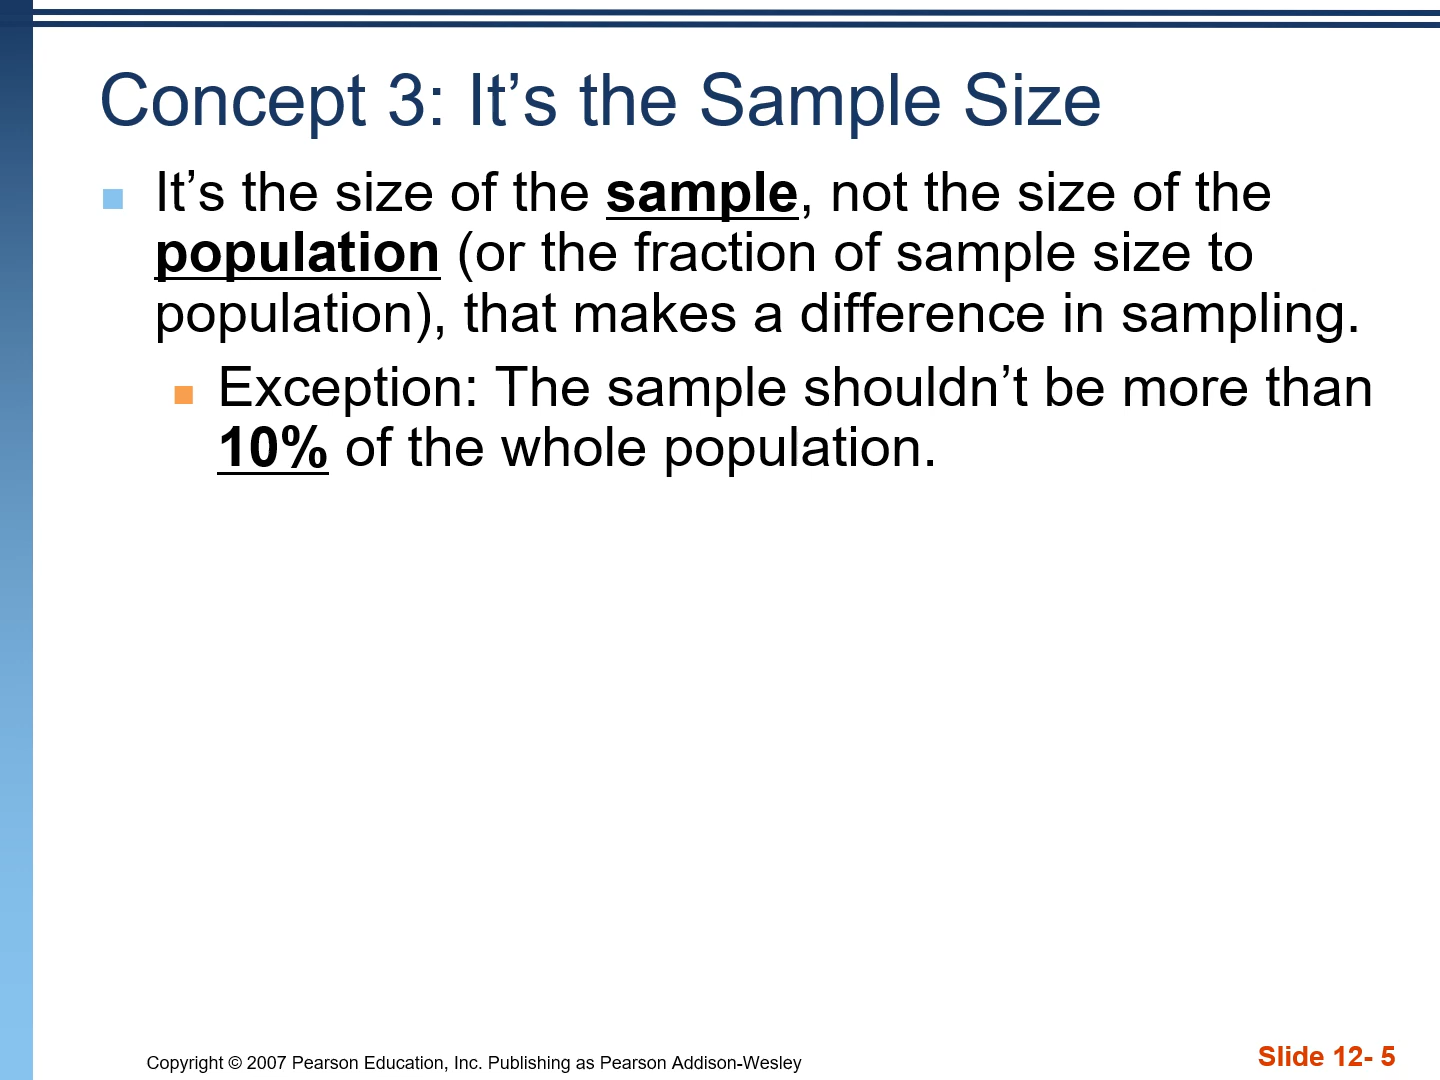 Concept 3: It’s the Sample Size
It’s the size of the sample, not the size of the
population (or the fraction of sample size to
population), that makes a difference in sampling.
Exception: The sample shouldn’t be more than
10% of the whole population.
Copyright © 2007 Pearson Education, Inc. Publishing as Pearson Addison-Wesley
Slide 12- 5